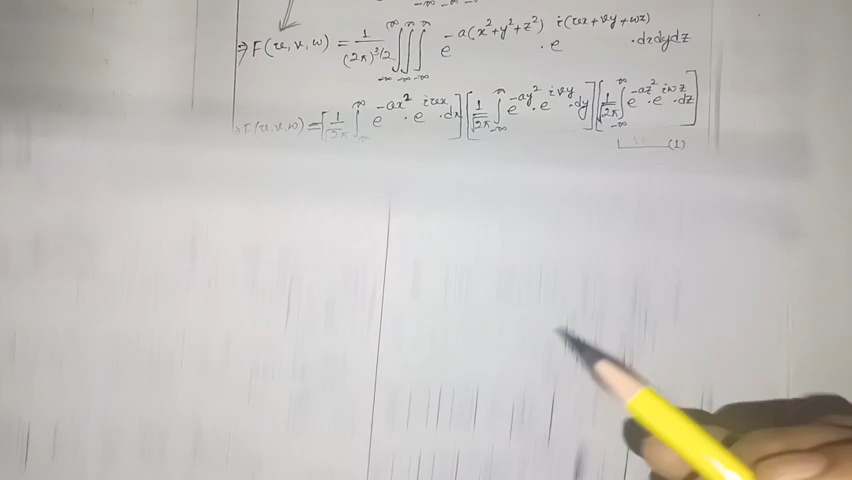 -∞ -∞ -∞
⇒ F(u, v, w) = 1/(2π)^3/2 ∫∞-∞ ∫∞-∞ ∫∞-∞ e^-a(x²+y²+z²) · e^i(ux+vy+wz) · dxdydz
⇒ F(u, v, w) = [1/√2π ∫∞-∞ e^-ax² · e^iux · dx] [1/√2π ∫∞-∞ e^-ay² · e^ivy · dy] [1/√2π ∫∞-∞ e^-az² · e^iwz · dz]
(1)